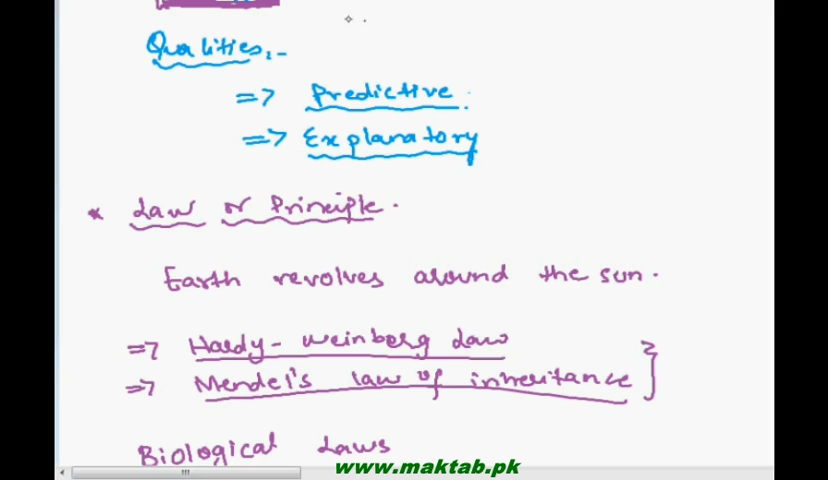 Qualities,-
=> Predictive.
=> Explanatory
* Law or Principle.
Earth revolves around the sun.
=> Hardy-weinberg Law
=> Mendel's law of inheritance
Biological Laws
www.maktab.pk